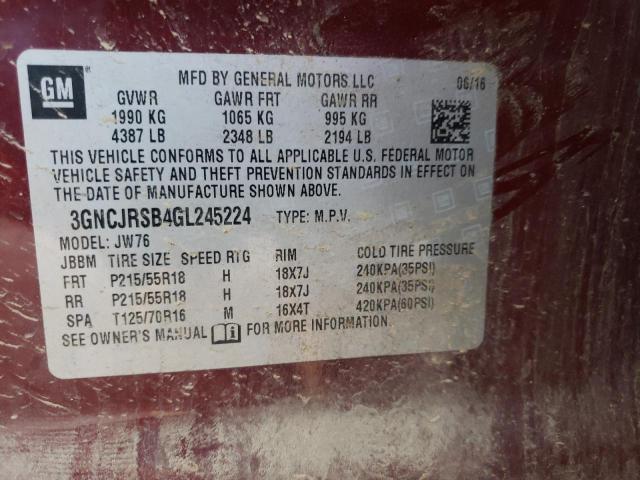 GM
MFD BY GENERAL MOTORS LLC 06/16
GVWR GAWR FRT GAWR RR
1990 KG 1065 KG 995 KG
4387 LB 2348 LB 2194 LB
THIS VEHICLE CONFORMS TO ALL APPLICABLE U.S. FEDERAL MOTOR
VEHICLE SAFETY AND THEFT PREVENTION STANDARDS IN EFFECT ON
THE DATE OF MANUFACTURE SHOWN ABOVE.
3GNCJRSB4GL245224 TYPE: M.P.V.
MODEL: JW76
JBBM TIRE SIZE SPEED RTG RIM COLD TIRE PRESSURE
FRT P215/55R18 H 18X7J 240KPA(35PSI)
RR P215/55R18 H 18X7J 240KPA(35PSI)
SPA T125/70R16 M 16X4T 420KPA(60PSI)
SEE OWNER'S MANUAL FOR MORE INFORMATION.